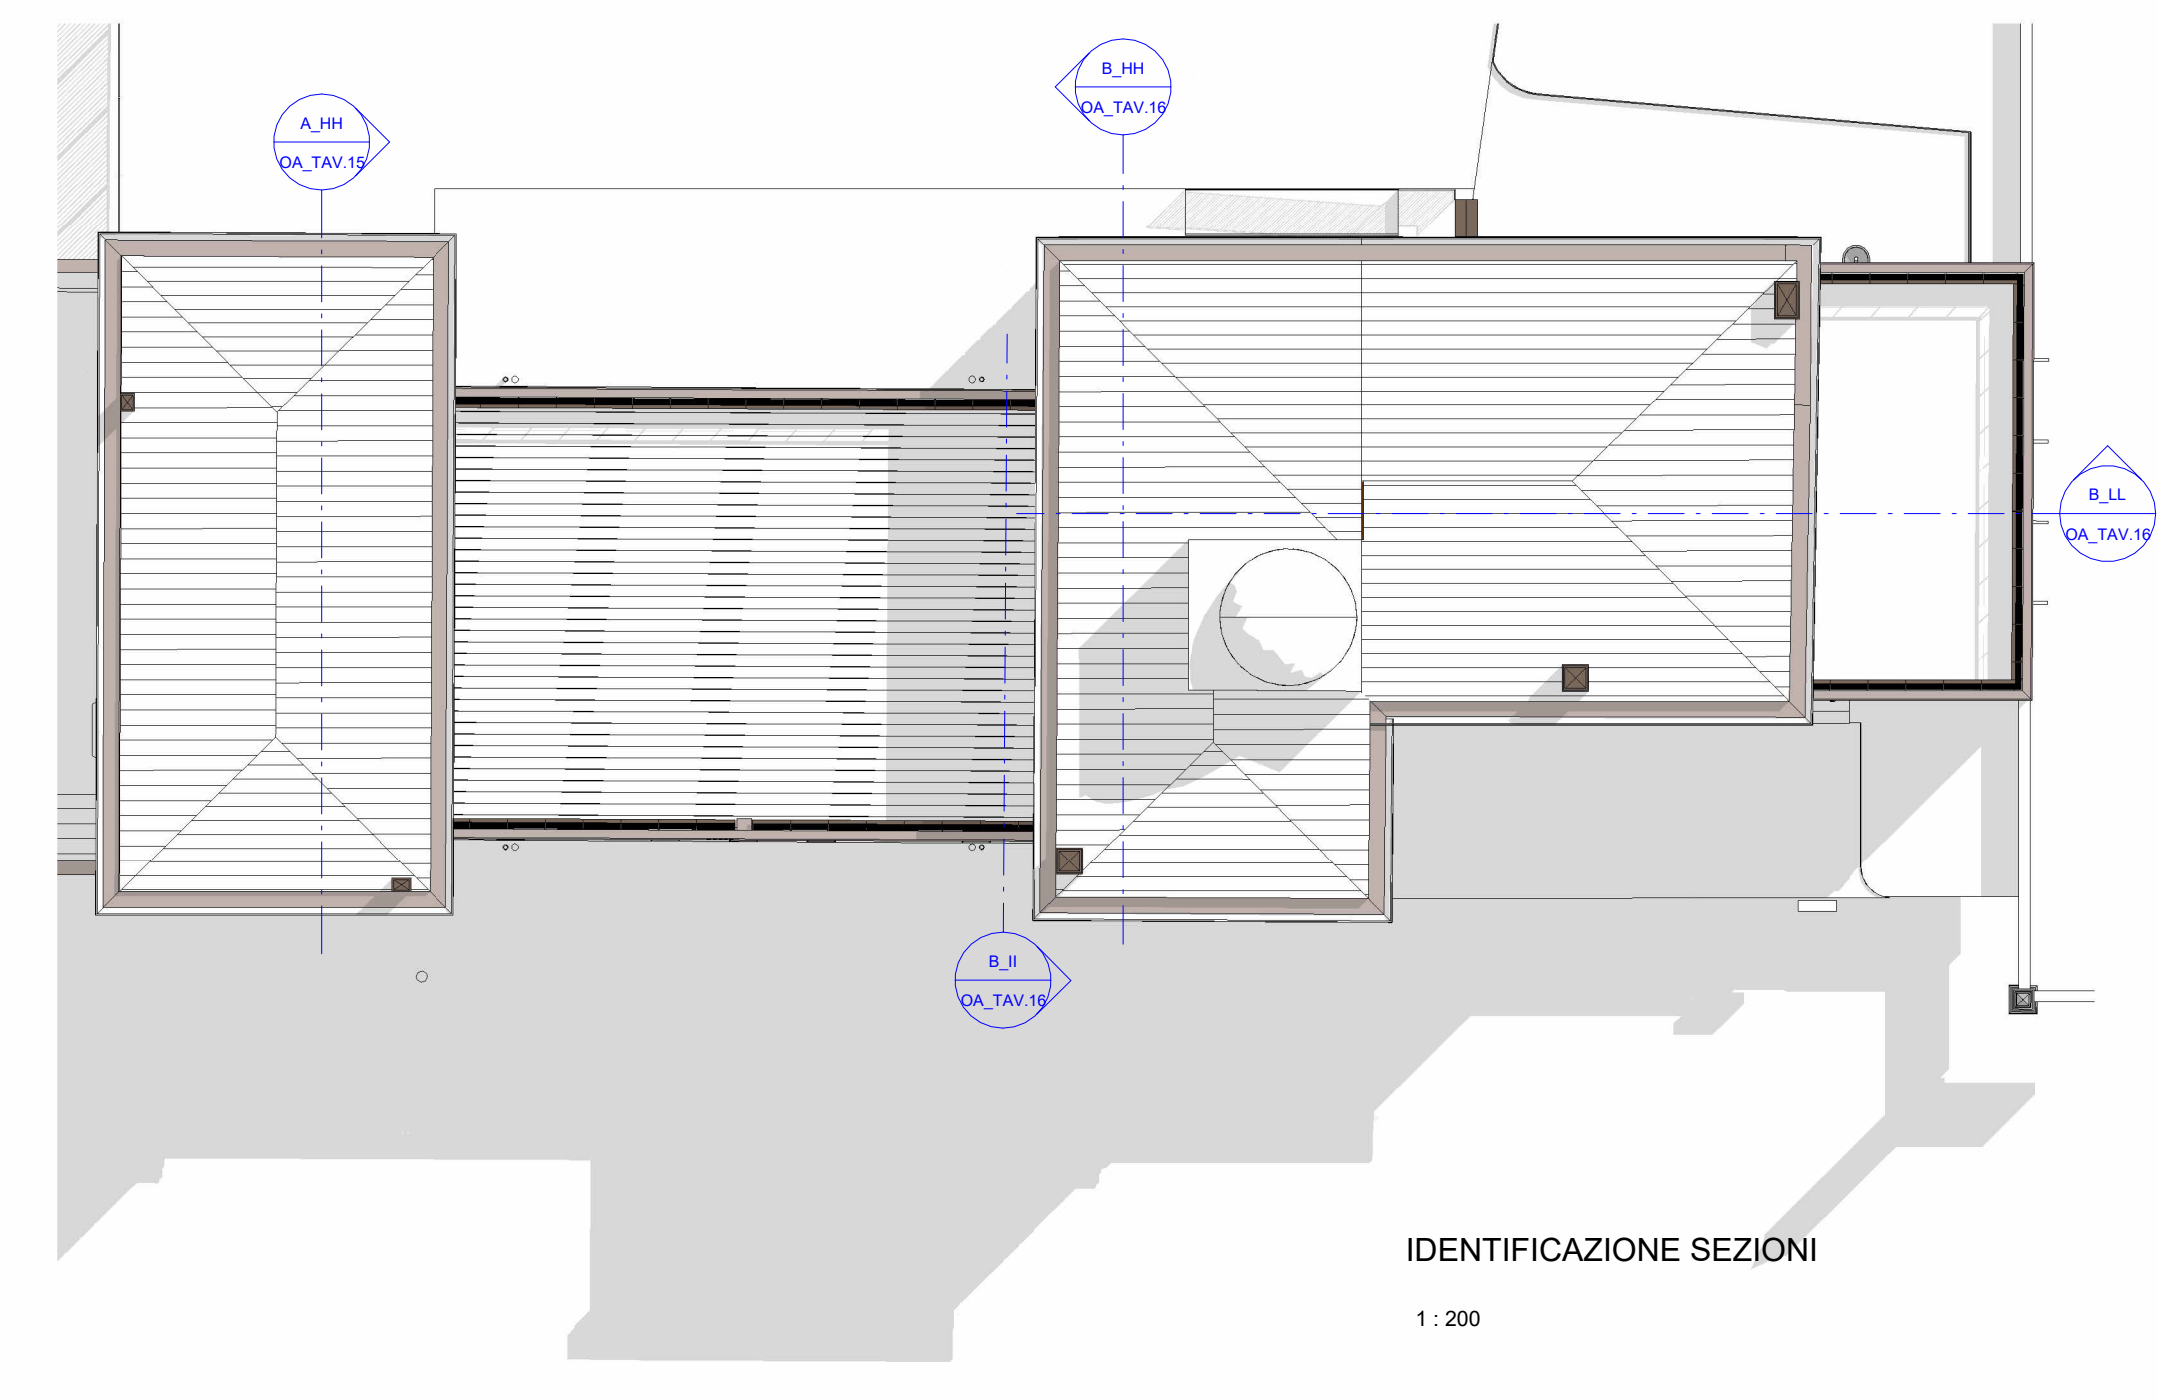 B_HH
OA_TAV.16
A_HH
OA_TAV.15
B_LL
OA_TAV.16
B_II
OA_TAV.16
IDENTIFICAZIONE SEZIONI
1 : 200